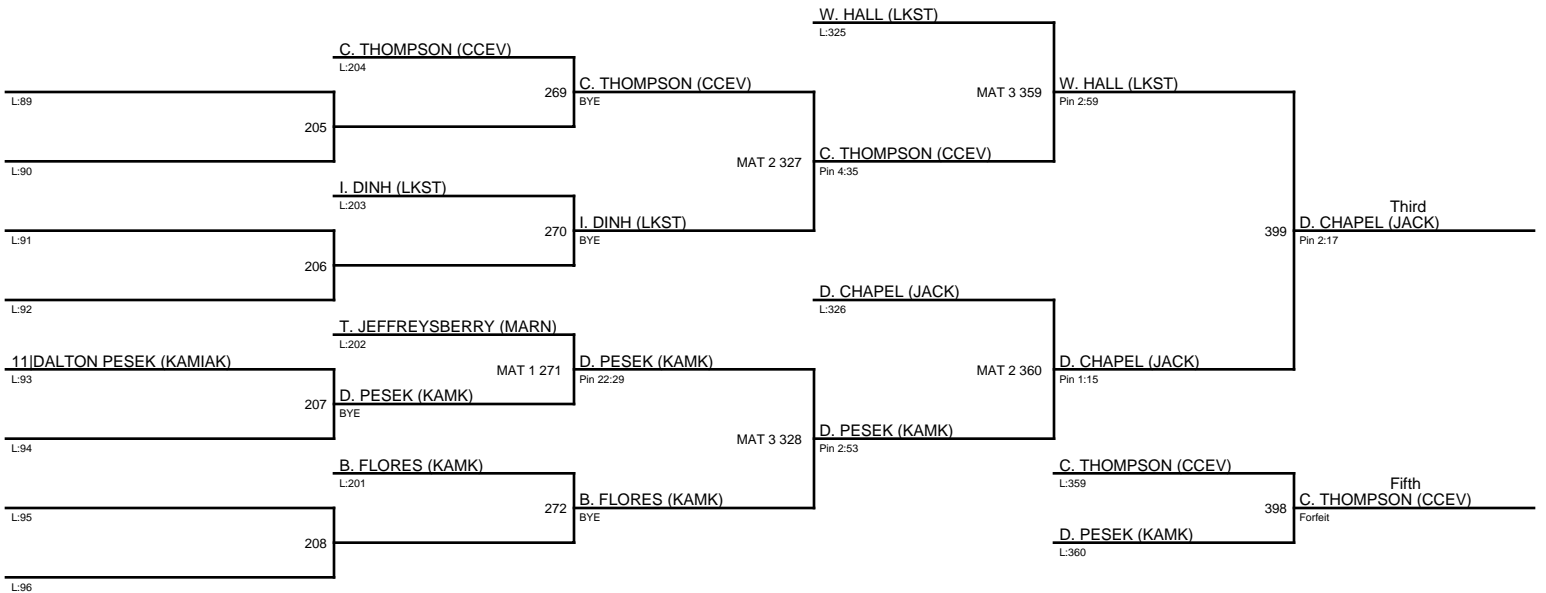 W. HALL (LKST)
L:325
C. THOMPSON (CCEV)
L:204
L:89
269
C. THOMPSON (CCEV)
BYE
MAT 3 359
W. HALL (LKST)
Pin 2:59
205
L:90
MAT 2 327
C. THOMPSON (CCEV)
Pin 4:35
I. DINH (LKST)
L:203
L:91
270
I. DINH (LKST)
BYE
399
Third
D. CHAPEL (JACK)
Pin 2:17
206
L:92
D. CHAPEL (JACK)
L:326
T. JEFFREYSBERRY (MARN)
L:202
11|DALTON PESEK (KAMIAK)
L:93
MAT 1 271
D. PESEK (KAMK)
Pin 22:29
MAT 2 360
D. CHAPEL (JACK)
Pin 1:15
207
D. PESEK (KAMK)
BYE
L:94
MAT 3 328
D. PESEK (KAMK)
Pin 2:53
B. FLORES (KAMK)
L:201
C. THOMPSON (CCEV)
L:359
L:95
272
B. FLORES (KAMK)
BYE
398
Fifth
C. THOMPSON (CCEV)
Forfeit
208
D. PESEK (KAMK)
L:360
L:96